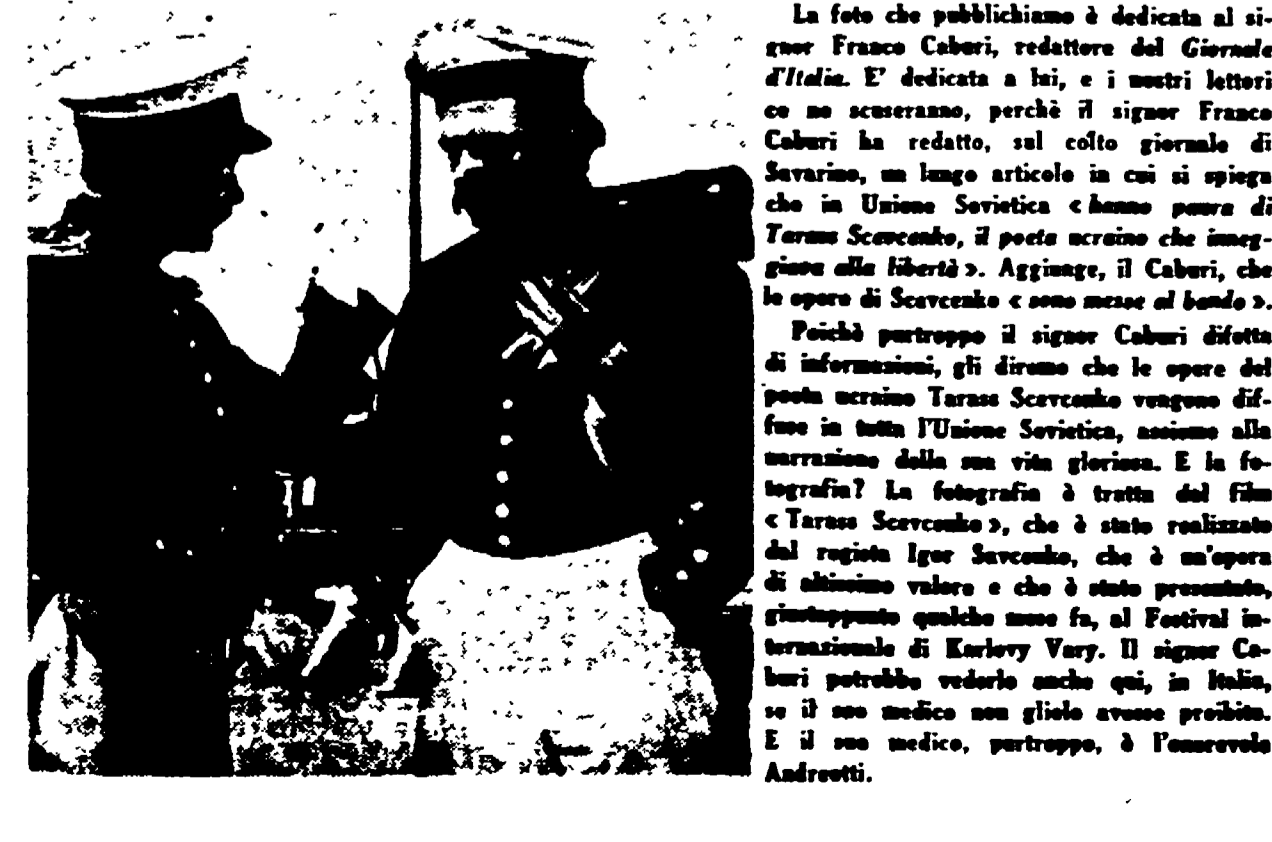 La foto che pubblichiamo è dedicata al si-
gnor Franco Caburi, redattore del Giornale
d'Italia. E' dedicata a lui, e i nostri lettori
ce ne scuseranno, perchè il signor Franco
Caburi ha redatto, sul colto giornale di
Savarino, un lungo articolo in cui si spiega
che in Unione Sovietica « hanno paura di
Tarass Scevcenko, il poeta ucraino che inneg-
giava alla libertà ». Aggiunge, il Caburi, che
le opere di Scevcenko « sono messe al bando ».
Poichè purtroppo il signor Caburi difetta
di informazioni, gli diremo che le opere del
poeta ucraino Tarass Scevcenko vengono dif-
fuse in tutta l'Unione Sovietica, assieme alla
narrazione della sua vita gloriosa. E la fo-
tografia? La fotografia è tratta dal film
« Tarass Scevcenko », che è stato realizzato
dal regista Igor Savcenko, che è un'opera
di altissimo valore e che è stato presentato,
giustappunto qualche mese fa, al Festival in-
ternazionale di Karlovy Vary. Il signor Ca-
buri potrebbe vederlo anche qui, in Italia,
se il suo medico non glielo avesse proibito.
E il suo medico, purtroppo, è l'onorevole
Andreotti.